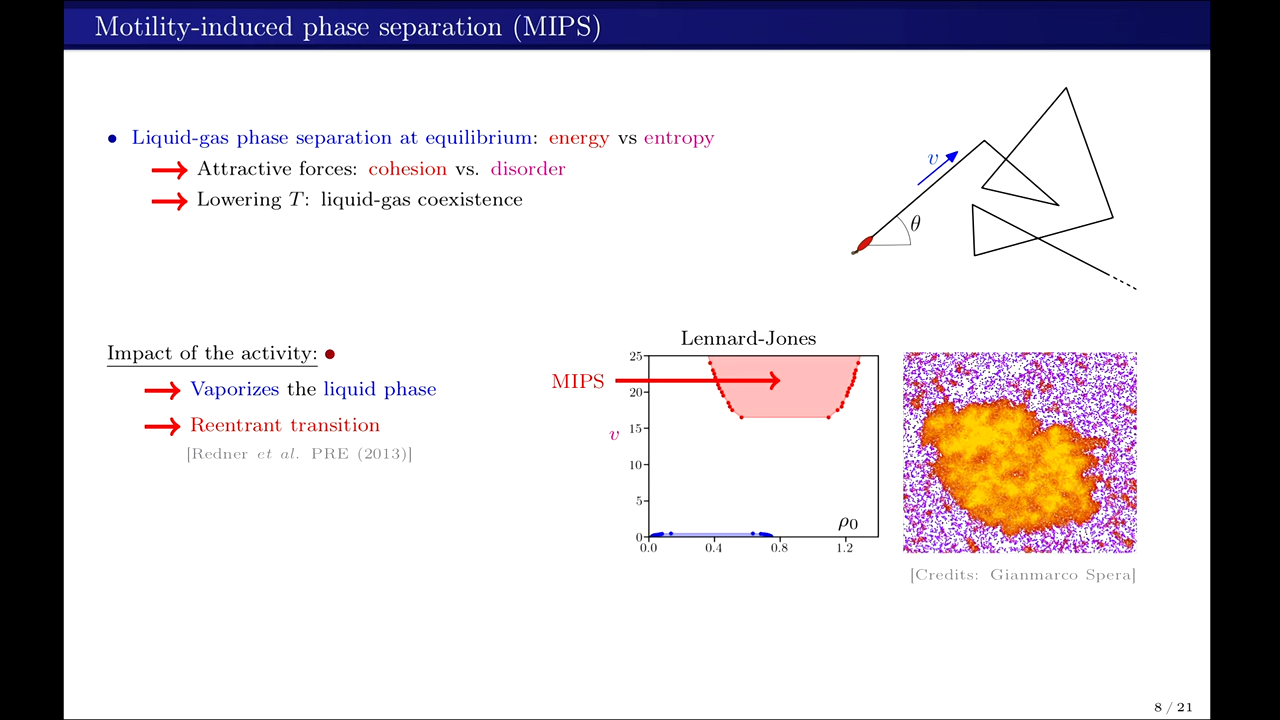 Motility-induced phase separation (MIPS)
• Liquid-gas phase separation at equilibrium: energy vs entropy
Attractive forces: cohesion vs. disorder
Lowering T: liquid-gas coexistence
v
θ
Impact of the activity: •
Vaporizes the liquid phase
Reentrant transition
[Redner et al. PRE (2013)]
Lennard-Jones
MIPS
v
25
20
15
10
5
0
0.0 0.4 0.8 1.2
ρ0
[Credits: Gianmarco Spera]
8 / 21